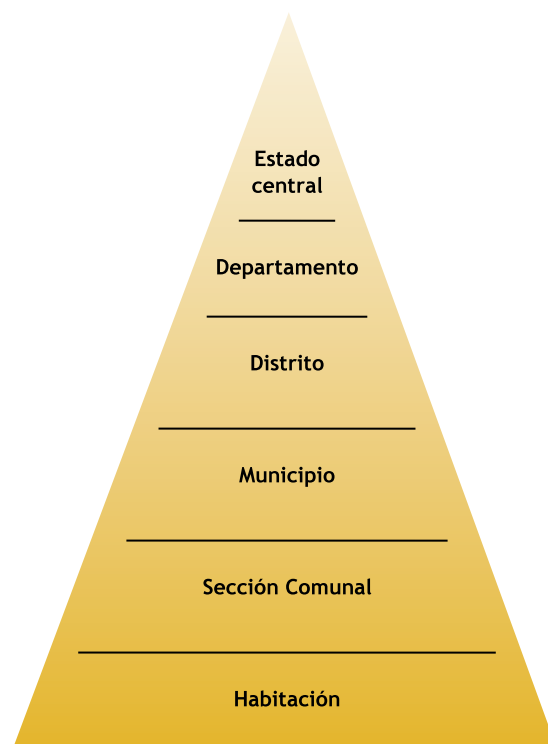 Estado
central
Departamento
Distrito
Municipio
Sección Comunal
Habitación